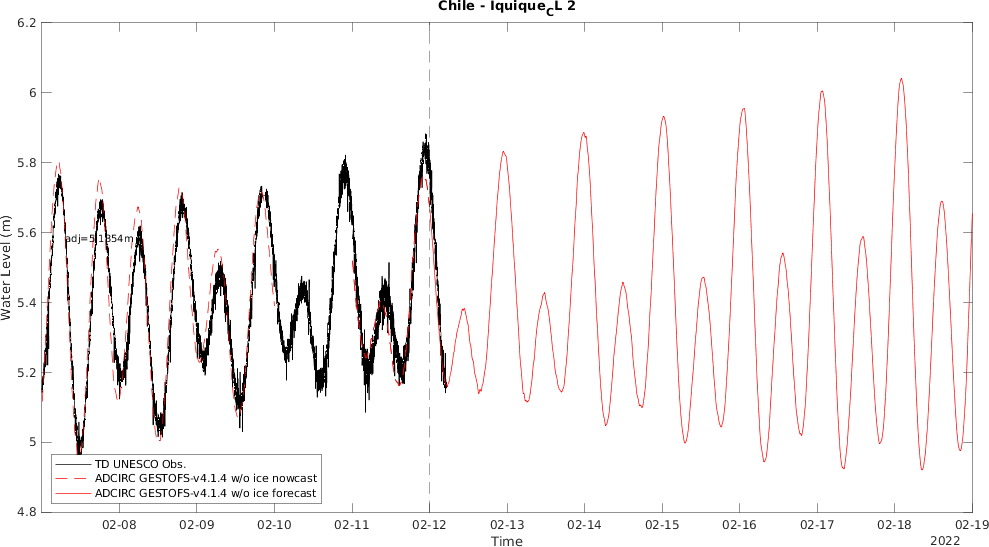 Chile - Iquique_CL 2
6.2
6
5.8
5.6
5.4
5.2
5
4.8
Water Level (m)
adj=5.1354m
TD UNESCO Obs.
ADCIRC GESTOFS-v4.1.4 w/o ice nowcast
ADCIRC GESTOFS-v4.1.4 w/o ice forecast
02-08 02-09 02-10 02-11 02-12 02-13 02-14 02-15 02-16 02-17 02-18 02-19
Time
2022